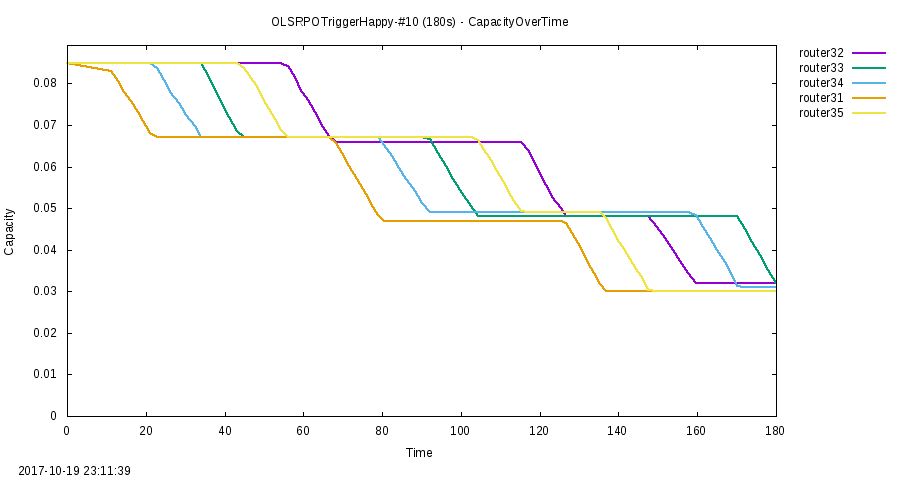 OLSRPOTriggerHappy-#10 (180s) - CapacityOverTime
router32
router33
router34
router31
router35
0.08
0.07
0.06
0.05
0.04
0.03
0.02
0.01
0
Capacity
0 20 40 60 80 100 120 140 160 180
Time
2017-10-19 23:11:39